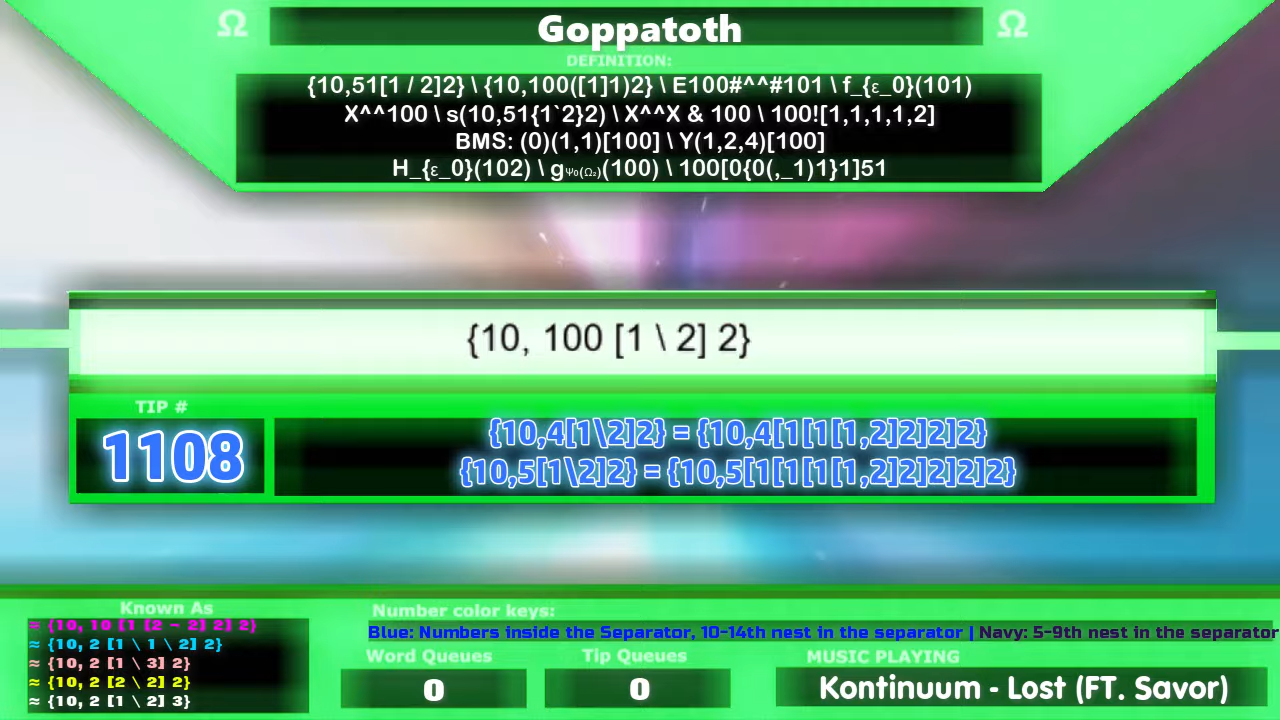 Ω Goppatoth Ω
DEFINITION:
{10,51[1 / 2]2} \ {10,100([1]1)2} \ E100#^^#101 \ f_{ε_0}(101)
X^^100 \ s(10,51{1`2}2) \ X^^X & 100 \ 100![1,1,1,1,2]
BMS: (0)(1,1)[100] \ Y(1,2,4)[100]
H_{ε_0}(102) \ gψ₀(Ω₂)(100) \ 100[0{0(,_1)1}1]51
{10, 100 [1 \ 2] 2}
TIP #
1108
{10,4[1\2]2} = {10,4[1[1[1,2]2]2]2}
{10,5[1\2]2} = {10,5[1[1[1[1,2]2]2]2]2}
Known As
≈ {10, 10 [1 [2 ~ 2] 2] 2}
≈ {10, 2 [1 \ 1 \ 2] 2}
≈ {10, 2 [1 \ 3] 2}
≈ {10, 2 [2 \ 2] 2}
≈ {10, 2 [1 \ 2] 3}
Number color keys:
Blue: Numbers inside the Separator, 10-14th nest in the separator | Navy: 5-9th nest in the separator
Word Queues
0
Tip Queues
0
MUSIC PLAYING
Kontinuum - Lost (FT. Savor)